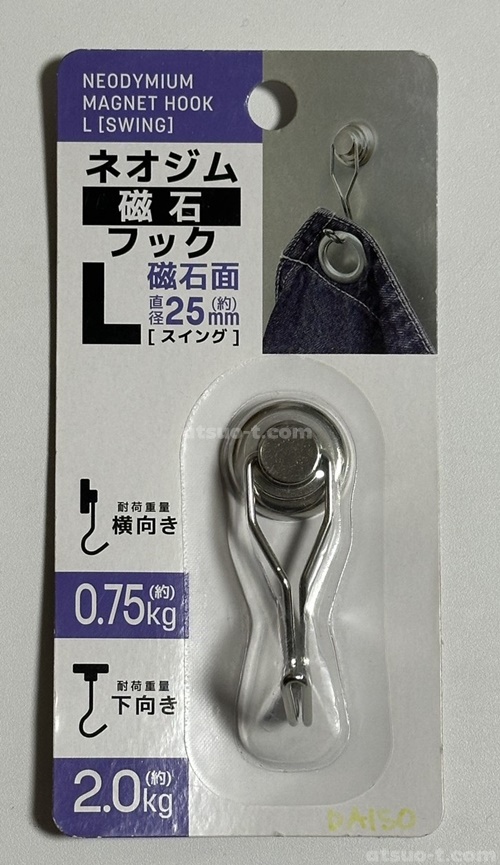 NEODYMIUM
MAGNET HOOK
L [SWING]
ネオジム
磁石
フック
L 磁石面
直径25(約)mm
[スイング]
atsuo-t.com
耐荷重量
横向き
0.75(約)kg
耐荷重量
下向き
2.0(約)kg
DAISO
atsuo-t.com